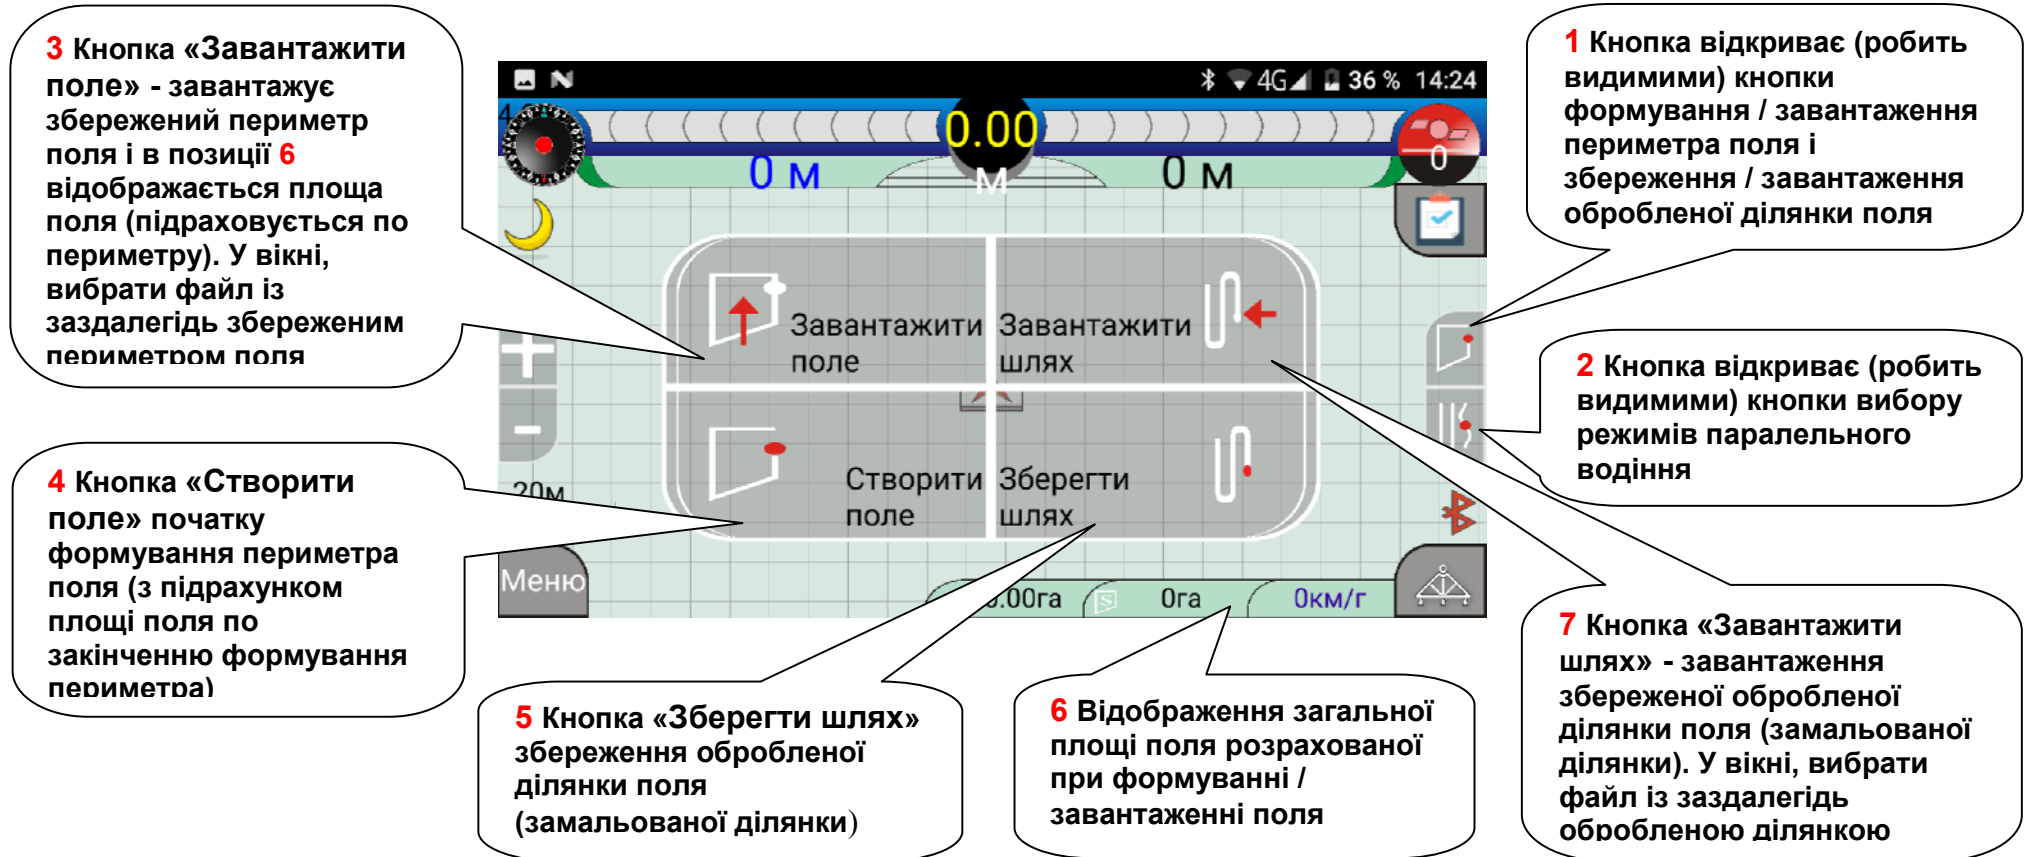 3 Кнопка «Завантажити
поле» - завантажує
збережений периметр
поля і в позиції 6
відображається площа
поля (підраховується по
периметру). У вікні,
вибрати файл із
заздалегідь збереженим
периметром поля
4 Кнопка «Створити
поле» початку
формування периметра
поля (з підрахунком
площі поля по
закінченню формування
периметра)
4G 36 % 14:24
0.00
0 м
м
0 м
0
Завантажити
поле
Завантажити
шлях
Створити
поле
Зберегти
шлях
+
-
20м
Меню
.00га
S
0га
0км/г
5 Кнопка «Зберегти шлях»
збереження обробленої
ділянки поля
(замальованої ділянки)
6 Відображення загальної
площі поля розрахованої
при формуванні /
завантаженні поля
1 Кнопка відкриває (робить
видимими) кнопки
формування / завантаження
периметра поля і
збереження / завантаження
обробленої ділянки поля
2 Кнопка відкриває (робить
видимими) кнопки вибору
режимів паралельного
водіння
7 Кнопка «Завантажити
шлях» - завантаження
збереженої обробленої
ділянки поля (замальованої
ділянки). У вікні, вибрати
файл із заздалегідь
обробленою ділянкою